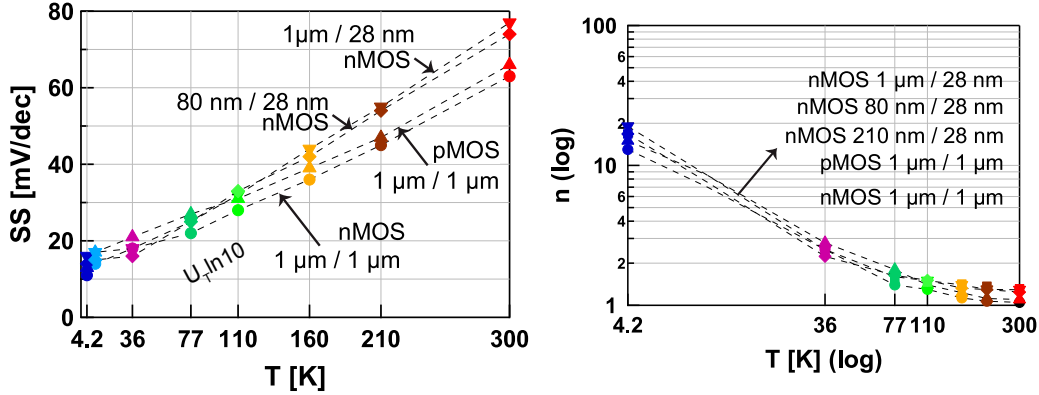 80
60
40
20
0
SS [mV/dec]
1µm / 28 nm
nMOS
80 nm / 28 nm
nMOS
pMOS
1 µm / 1 µm
nMOS
1 µm / 1 µm
UTln10
4.2 36 77 110 160 210 300
T [K]
100
6
4
2
10
6
4
2
1
n (log)
nMOS 1 µm / 28 nm
nMOS 80 nm / 28 nm
nMOS 210 nm / 28 nm
pMOS 1 µm / 1 µm
nMOS 1 µm / 1 µm
4.2 36 77 110 300
T [K] (log)